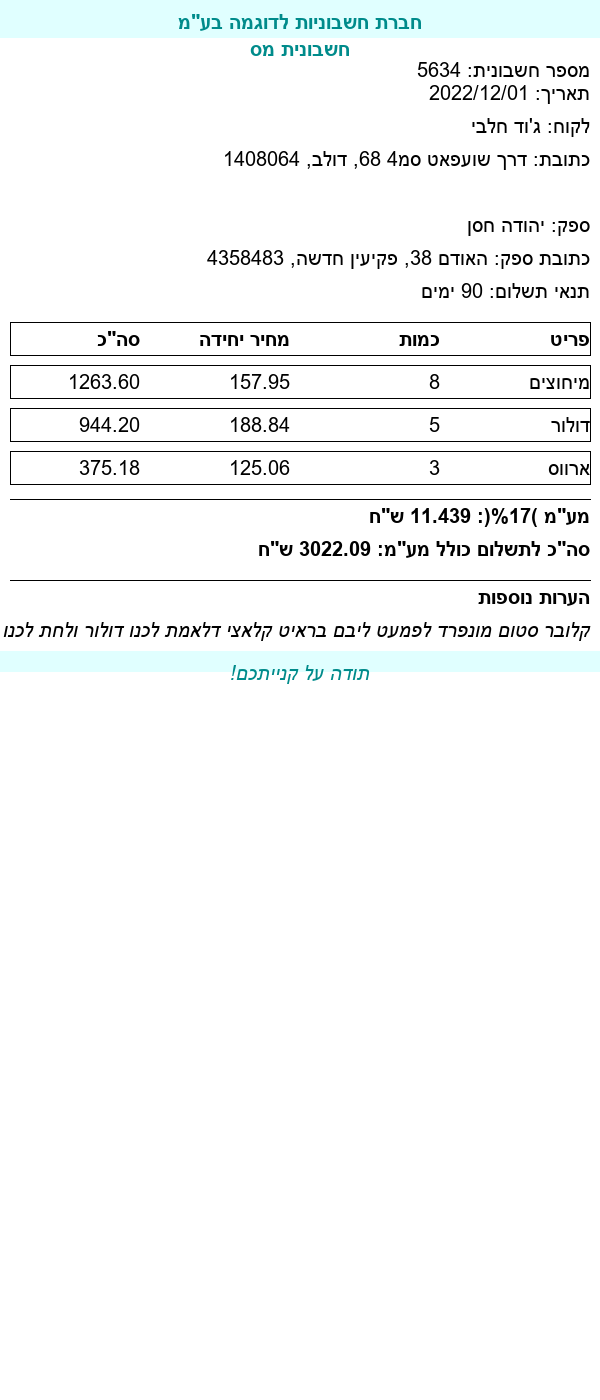 חברת חשבוניות לדוגמה בע"מ
חשבונית מס
מספר חשבונית: 5634
תאריך: 2022/12/01
לקוח: ג'וד חלבי
כתובת: דרך שועפאט סמ4 68, דולב, 1408064
ספק: יהודה חסן
כתובת ספק: האודם 38, פקיעין חדשה, 4358483
תנאי תשלום: 90 ימים
פריט כמות מחיר יחידה סה"כ
מיחוצים 8 157.95 1263.60
דולור 5 188.84 944.20
ארווס 3 125.06 375.18
מע"מ )17%(: 11.439 ש"ח
סה"כ לתשלום כולל מע"מ: 3022.09 ש"ח
הערות נוספות
קלובר סטום מונפרד לפמעט ליבם בראיט קלאצי דלאמת לכנו דולור ולחת לכנו
תודה על קנייתכם!